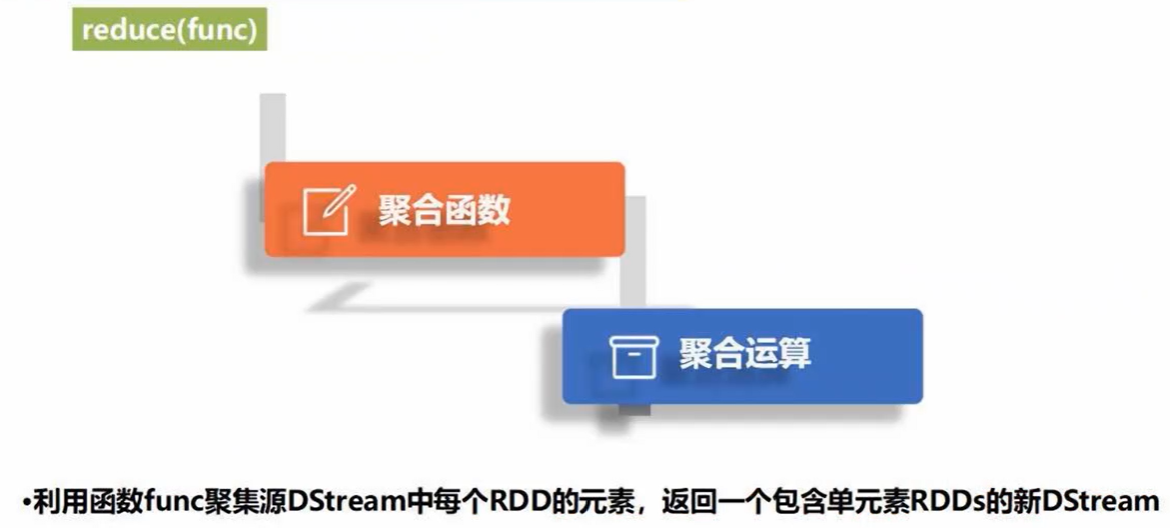 reduce(func)
聚合函数
聚合运算
•利用函数func聚集源DStream中每个RDD的元素，返回一个包含单元素RDDs的新DStream